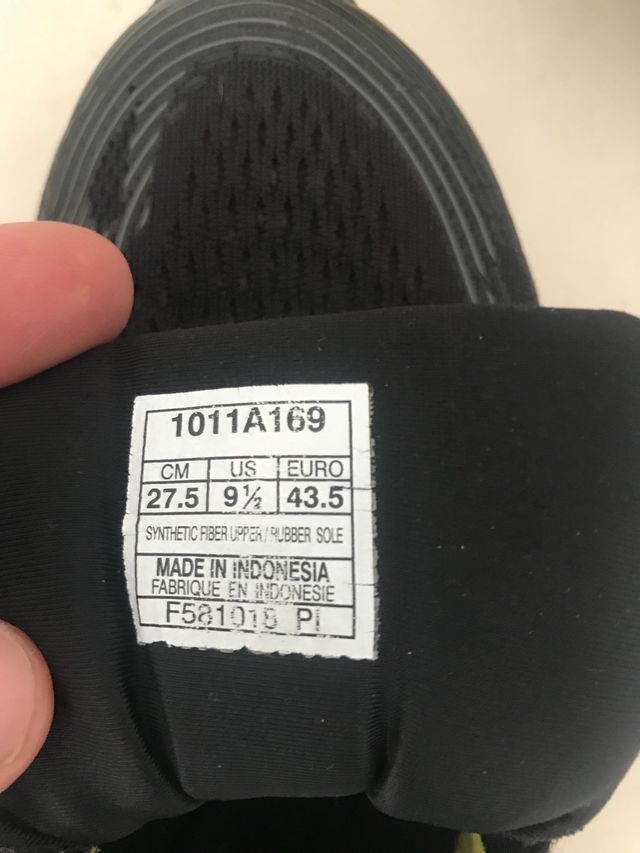 1011A169
CM US EURO
27.5 9½ 43.5
SYNTHETIC FIBER UPPER / RUBBER SOLE
MADE IN INDONESIA
FABRIQUE EN INDONESIE
PI